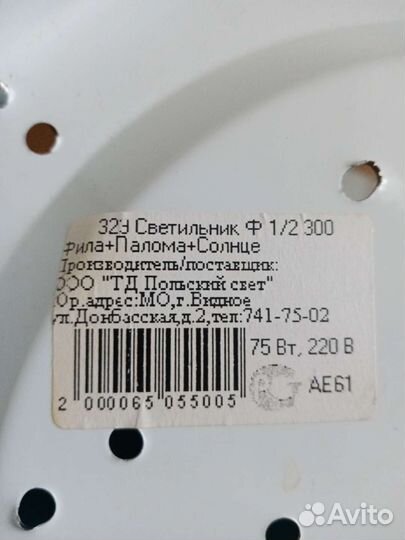 329 Светильник Ф 1/2 300
Фила+Палома+Солнце
Производитель/поставщик:
ООО "ТД Польский свет"
Юр.адрес:МО,г.Видное
ул.Донбасская,д.2,тел:741-75-02
75 Вт, 220 В
АЕ61
2 000065 055005
Avito